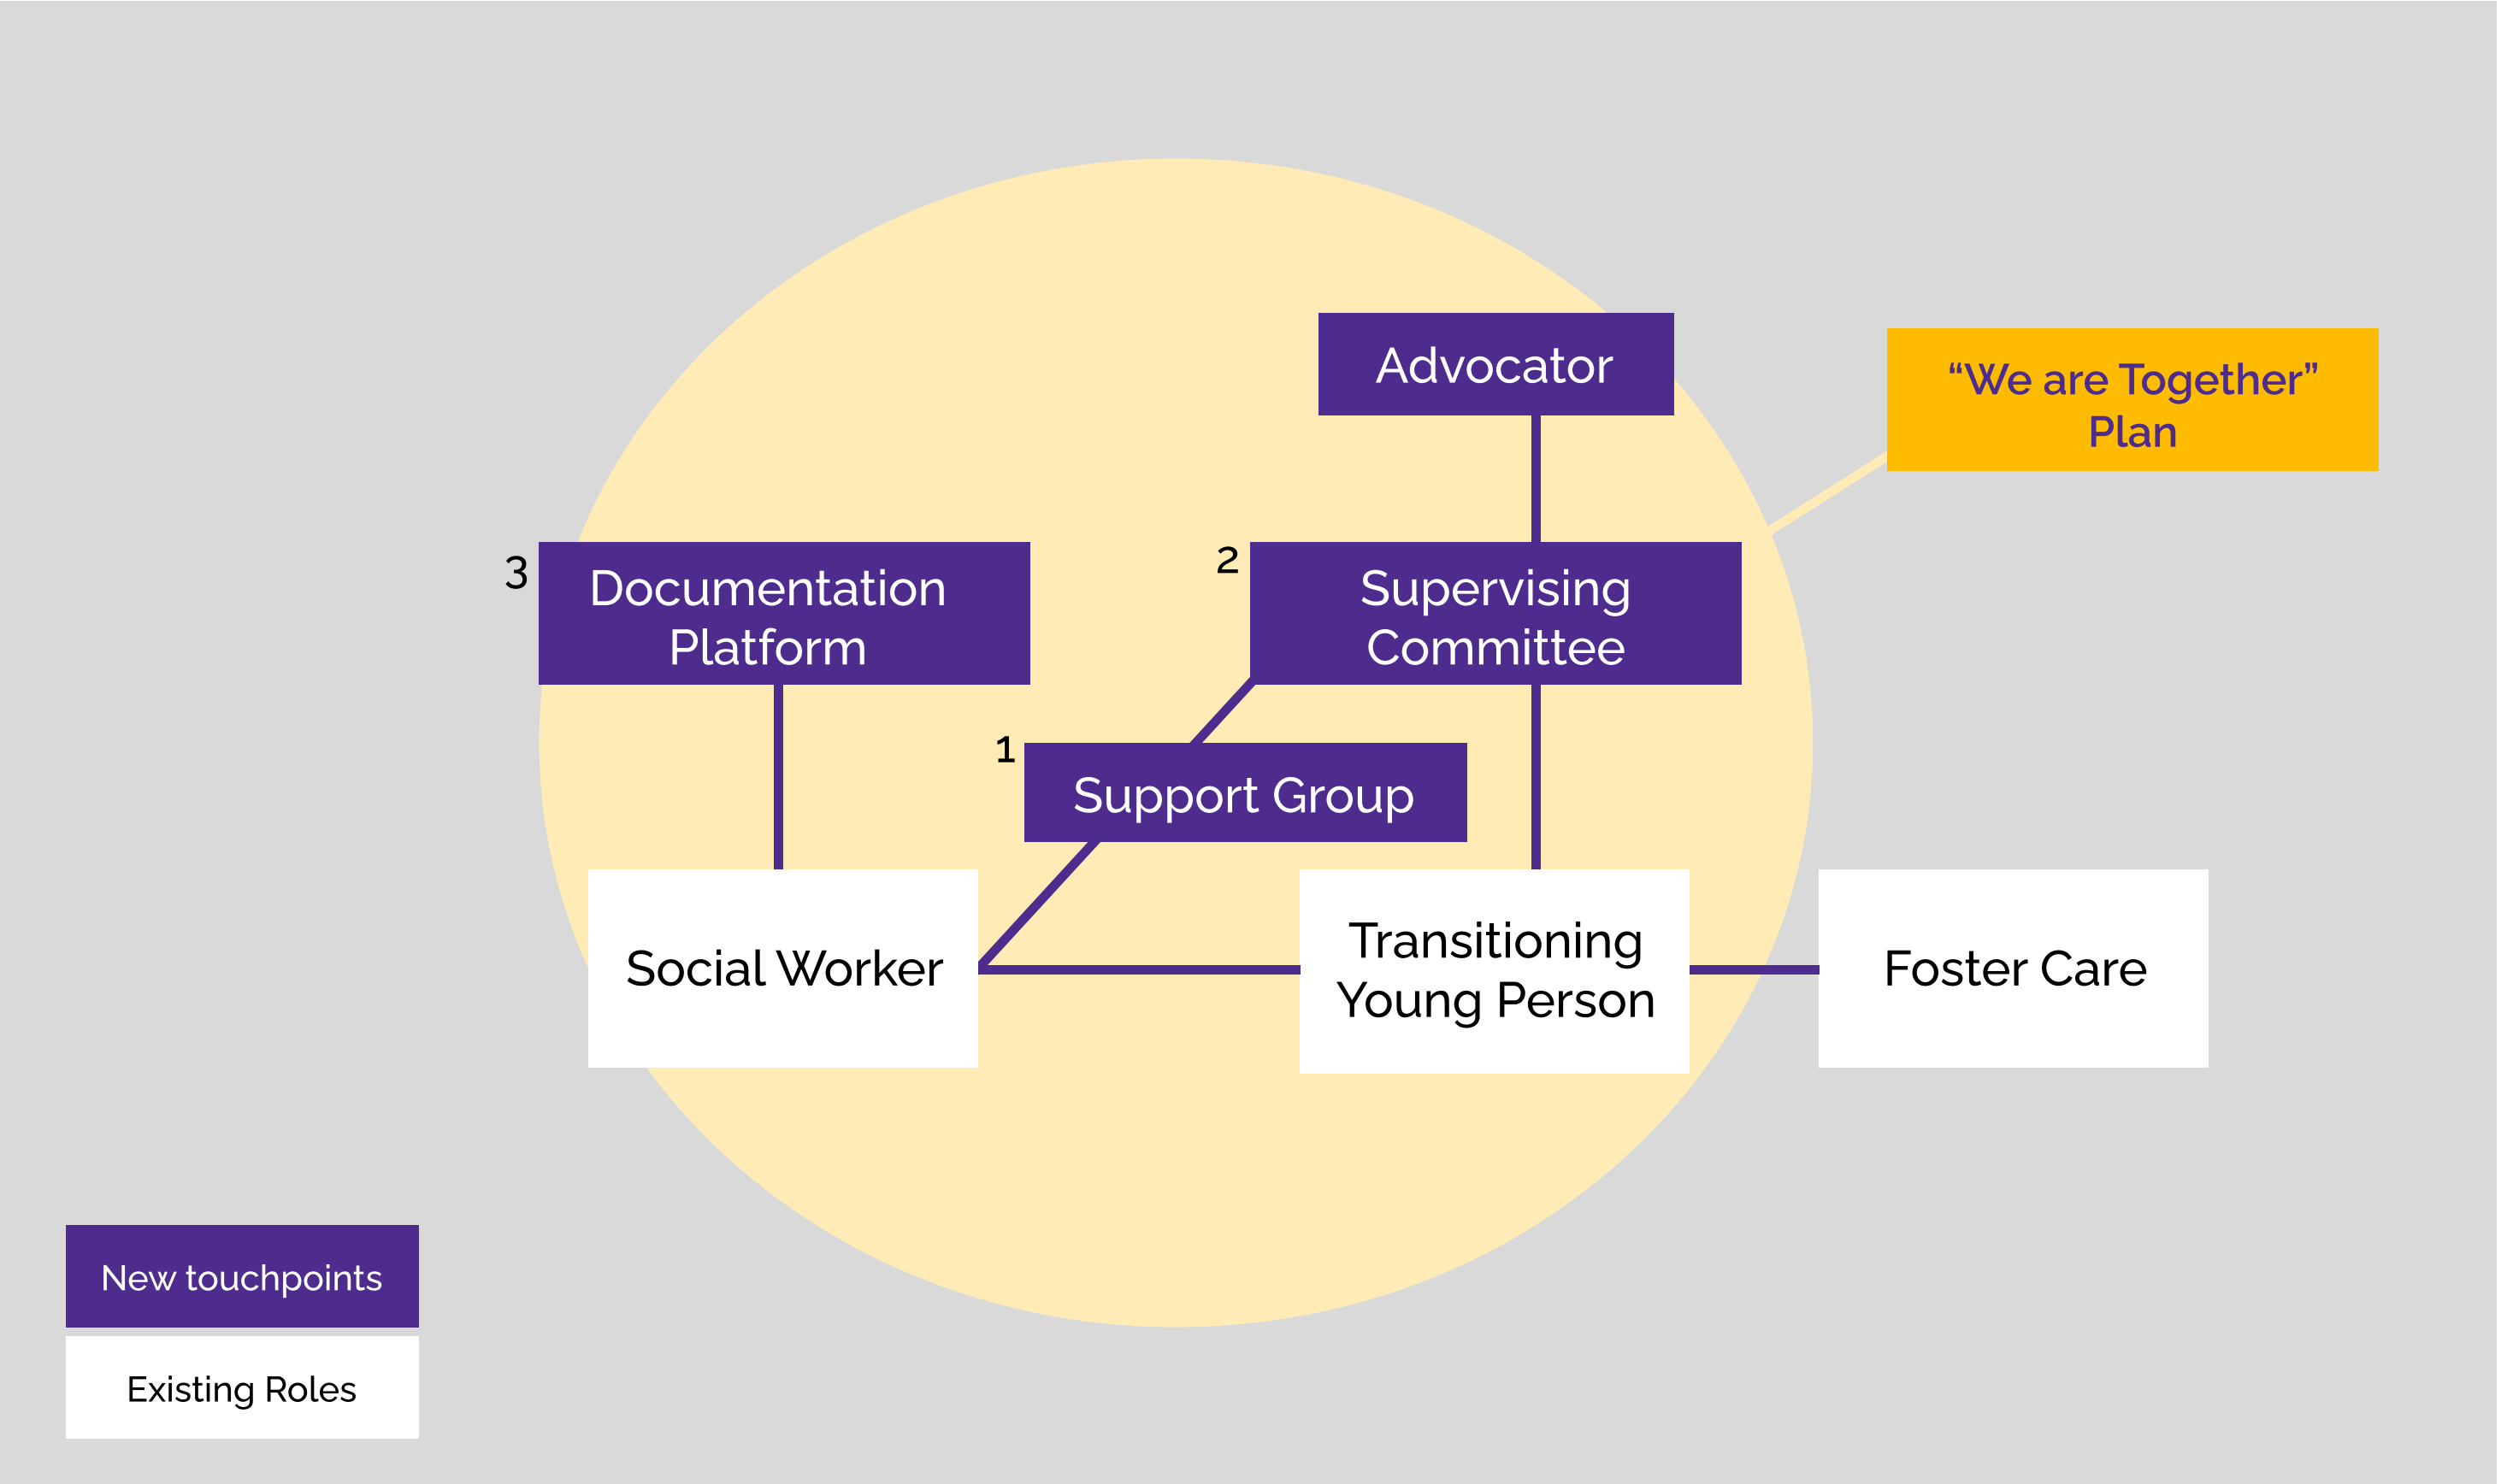 Advocator
“We are Together”
Plan
3
Documentation
Platform
2
Supervising
Committee
1
Support Group
Social Worker
Transitioning
Young Person
Foster Care
New touchpoints
Existing Roles